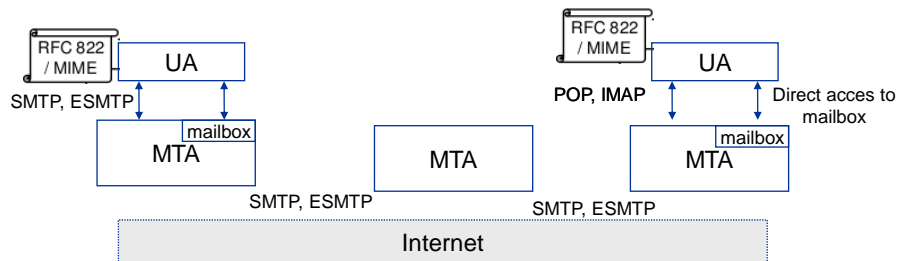 RFC 822
/ MIME
UA
SMTP, ESMTP
mailbox
MTA
MTA
RFC 822
/ MIME
UA
POP, IMAP
Direct acces to
mailbox
mailbox
MTA
SMTP, ESMTP
SMTP, ESMTP
Internet